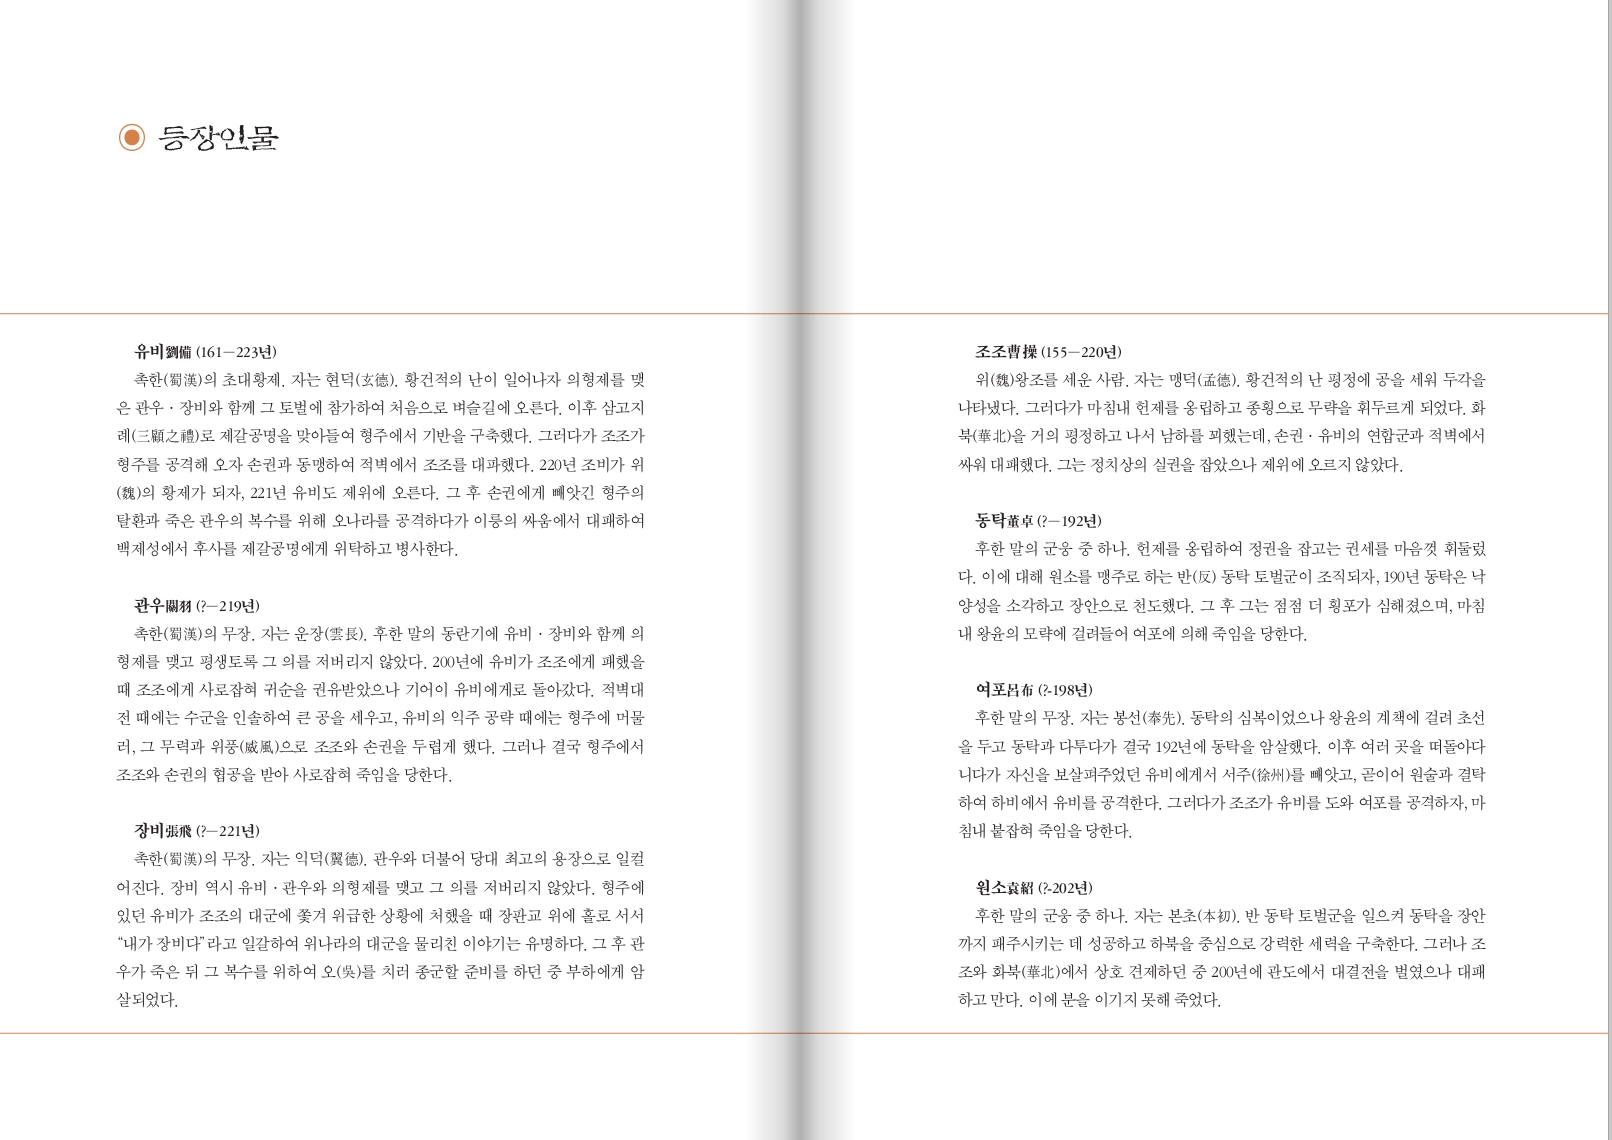 등장인물
유비劉備 (161—223년)
촉한(蜀漢)의 초대황제. 자는 현덕(玄德). 황건적의 난이 일어나자 의형제를 맺
은 관우 · 장비와 함께 그 토벌에 참가하여 처음으로 벼슬길에 오른다. 이후 삼고지
례(三顧之禮)로 제갈공명을 맞아들여 형주에서 기반을 구축했다. 그러다가 조조가
형주를 공격해 오자 손권과 동맹하여 적벽에서 조조를 대파했다. 220년 조비가 위
(魏)의 황제가 되자, 221년 유비도 제위에 오른다. 그 후 손권에게 빼앗긴 형주의
탈환과 죽은 관우의 복수를 위해 오나라를 공격하다가 이릉의 싸움에서 대패하여
백제성에서 후사를 제갈공명에게 위탁하고 병사한다.
관우關羽 (?—219년)
촉한(蜀漢)의 무장. 자는 운장(雲長). 후한 말의 동란기에 유비 · 장비와 함께 의
형제를 맺고 평생토록 그 의를 저버리지 않았다. 200년에 유비가 조조에게 패했을
때 조조에게 사로잡혀 귀순을 권유받았으나 기어이 유비에게로 돌아갔다. 적벽대
전 때에는 수군을 인솔하여 큰 공을 세우고, 유비의 익주 공략 때에는 형주에 머물
러, 그 무력과 위풍(威風)으로 조조와 손권을 두렵게 했다. 그러나 결국 형주에서
조조와 손권의 협공을 받아 사로잡혀 죽임을 당한다.
장비張飛 (?—221년)
촉한(蜀漢)의 무장. 자는 익덕(翼德). 관우와 더불어 당대 최고의 용장으로 일컬
어진다. 장비 역시 유비 · 관우와 의형제를 맺고 그 의를 저버리지 않았다. 형주에
있던 유비가 조조의 대군에 쫓겨 위급한 상황에 처했을 때 장판교 위에 홀로 서서
“내가 장비다”라고 일갈하여 위나라의 대군을 물리친 이야기는 유명하다. 그 후 관
우가 죽은 뒤 그 복수를 위하여 오(吳)를 치러 종군할 준비를 하던 중 부하에게 암
살되었다.
조조曹操 (155—220년)
위(魏)왕조를 세운 사람. 자는 맹덕(孟德). 황건적의 난 평정에 공을 세워 두각을
나타냈다. 그러다가 마침내 헌제를 옹립하고 종횡으로 무략을 휘두르게 되었다. 화
북(華北)을 거의 평정하고 나서 남하를 꾀했는데, 손권 · 유비의 연합군과 적벽에서
싸워 대패했다. 그는 정치상의 실권을 잡았으나 제위에 오르지 않았다.
동탁董卓 (?—192년)
후한 말의 군웅 중 하나. 헌제를 옹립하여 정권을 잡고는 권세를 마음껏 휘둘렀
다. 이에 대해 원소를 맹주로 하는 반(反) 동탁 토벌군이 조직되자, 190년 동탁은 낙
양성을 소각하고 장안으로 천도했다. 그 후 그는 점점 더 횡포가 심해졌으며, 마침
내 왕윤의 모략에 걸려들어 여포에 의해 죽임을 당한다.
여포呂布 (?-198년)
후한 말의 무장. 자는 봉선(奉先). 동탁의 심복이었으나 왕윤의 계책에 걸려 초선
을 두고 동탁과 다투다가 결국 192년에 동탁을 암살했다. 이후 여러 곳을 떠돌아다
니다가 자신을 보살펴주었던 유비에게서 서주(徐州)를 빼앗고, 곧이어 원술과 결탁
하여 하비에서 유비를 공격한다. 그러다가 조조가 유비를 도와 여포를 공격하자, 마
침내 붙잡혀 죽임을 당한다.
원소袁紹 (?-202년)
후한 말의 군웅 중 하나. 자는 본초(本初). 반 동탁 토벌군을 일으켜 동탁을 장안
까지 패주시키는 데 성공하고 하북을 중심으로 강력한 세력을 구축한다. 그러나 조
조와 화북(華北)에서 상호 견제하던 중 200년에 관도에서 대결전을 벌였으나 대패
하고 만다. 이에 분을 이기지 못해 죽었다.